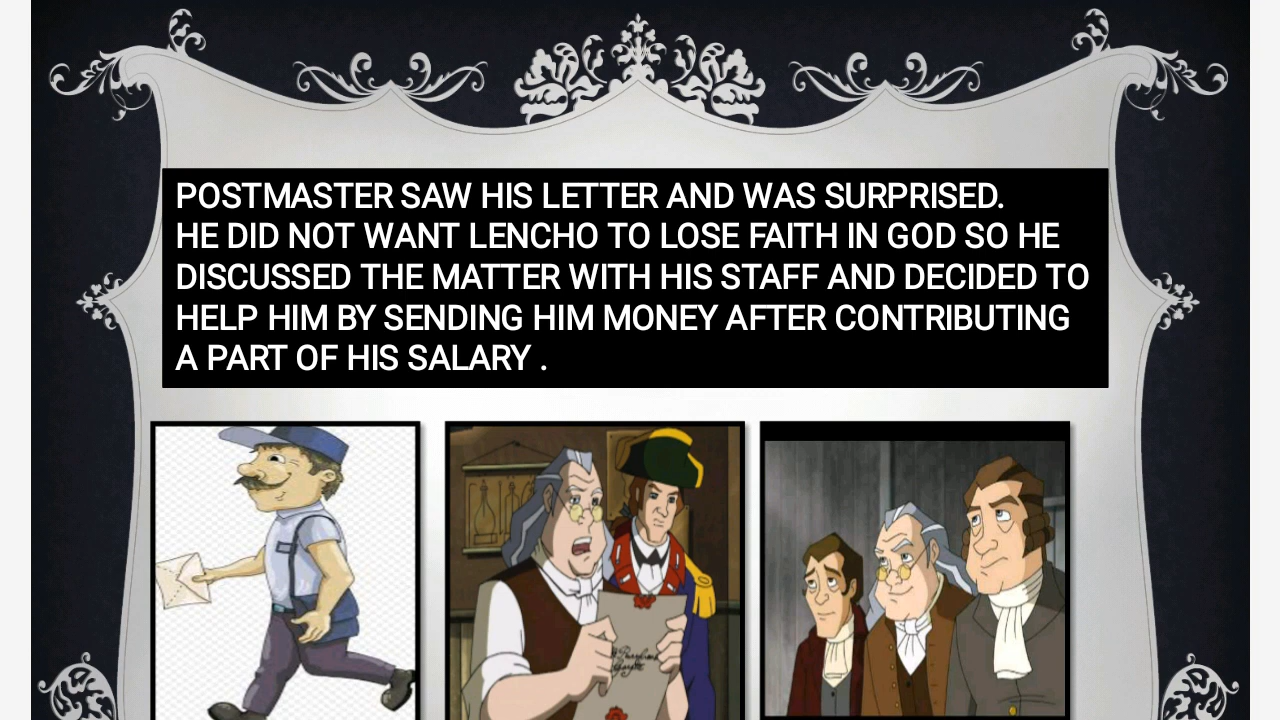 POSTMASTER SAW HIS LETTER AND WAS SURPRISED.
HE DID NOT WANT LENCHO TO LOSE FAITH IN GOD SO HE
DISCUSSED THE MATTER WITH HIS STAFF AND DECIDED TO
HELP HIM BY SENDING HIM MONEY AFTER CONTRIBUTING
A PART OF HIS SALARY .